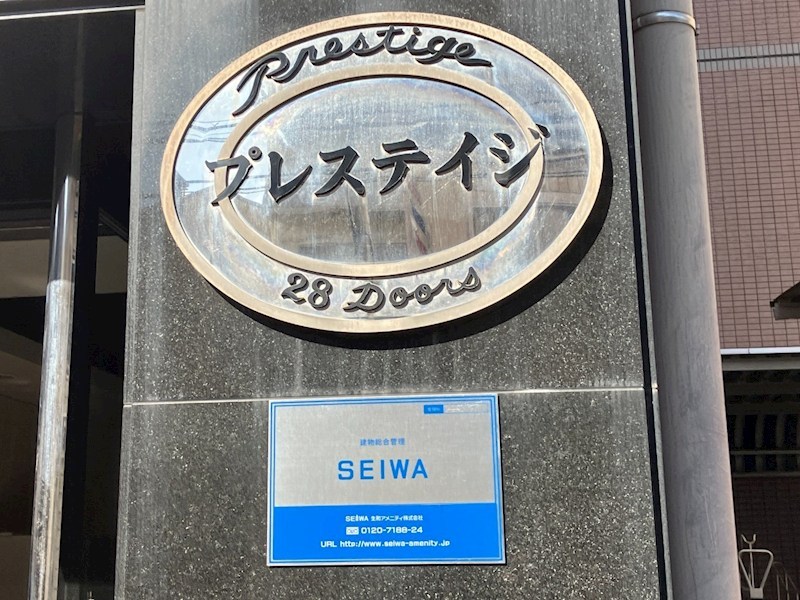 Prestige
プレステイジ
28 Doors
建物総合管理
SEIWA
SEIWA 生和アメニティ株式会社
0120-7188-24
URL http://www.seiwa-amenity.jp